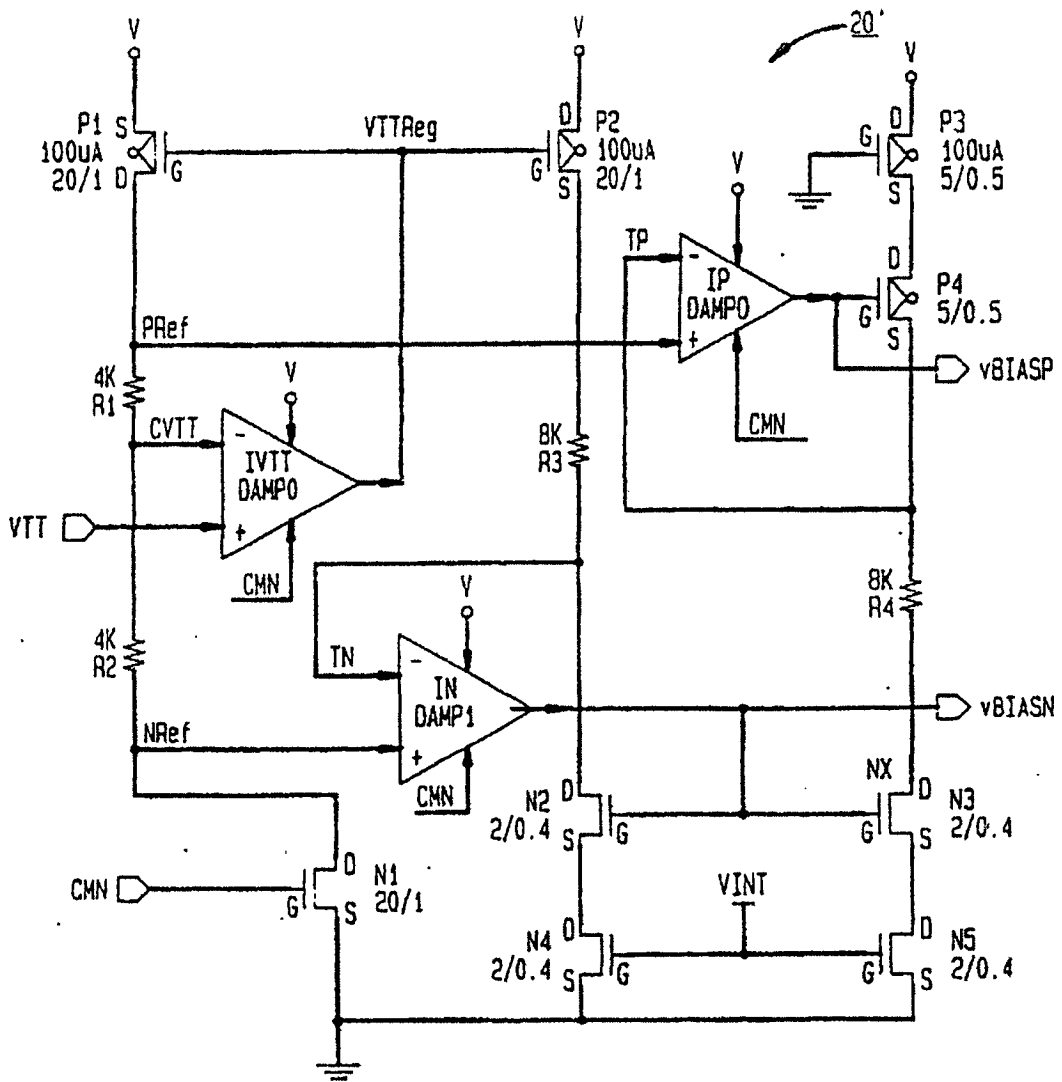 20'
V
V
V
P1
100uA
20/1
S
D
G
VTTReg
D
G
S
P2
100uA
20/1
G
D
S
P3
100uA
5/0.5
V
TP
-
IP
DAMP0
+
CMN
D
G
S
P4
5/0.5
vBIASP
PRef
4K
R1
CVTT
V
-
IVTT
DAMP0
+
VTT
CMN
8K
R3
8K
R4
4K
R2
TN
V
-
IN
DAMP1
+
CMN
NRef
vBIASN
N2
2/0.4
D
S
G
NX
D
G
S
N3
2/0.4
CMN
G
D
S
N1
20/1
VINT
N4
2/0.4
D
S
G
D
G
S
N5
2/0.4